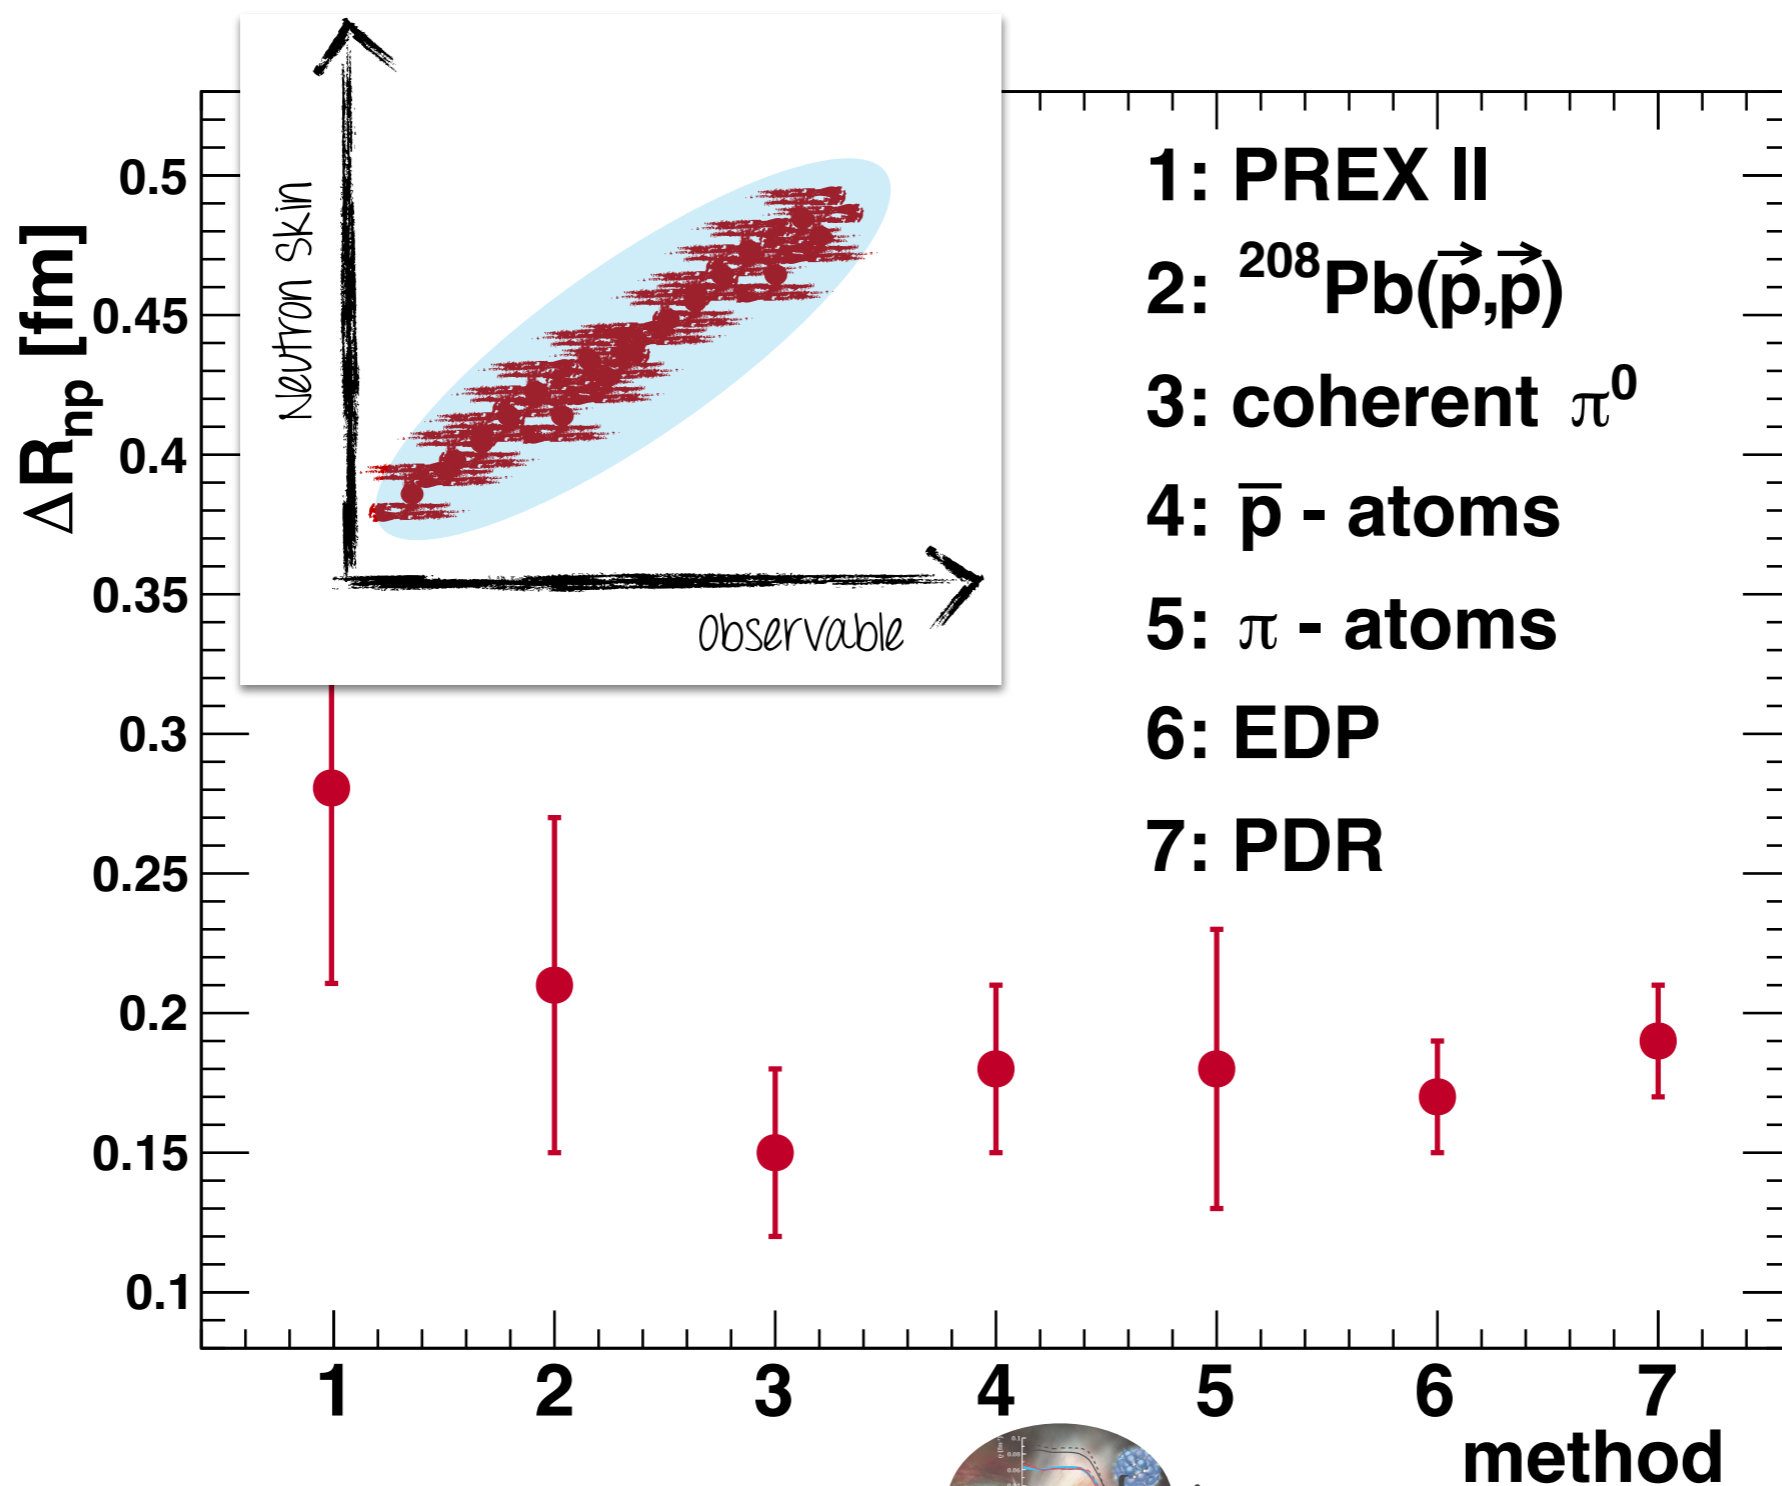 ΔRnp [fm]
0.5
0.45
0.4
0.35
0.3
0.25
0.2
0.15
0.1
Neutron Skin
Observable
1: PREX II
2: ²⁰⁸Pb(p⃗,p⃗)
3: coherent π⁰
4: p̅ - atoms
5: π - atoms
6: EDP
7: PDR
1 2 3 4 5 6 7
method